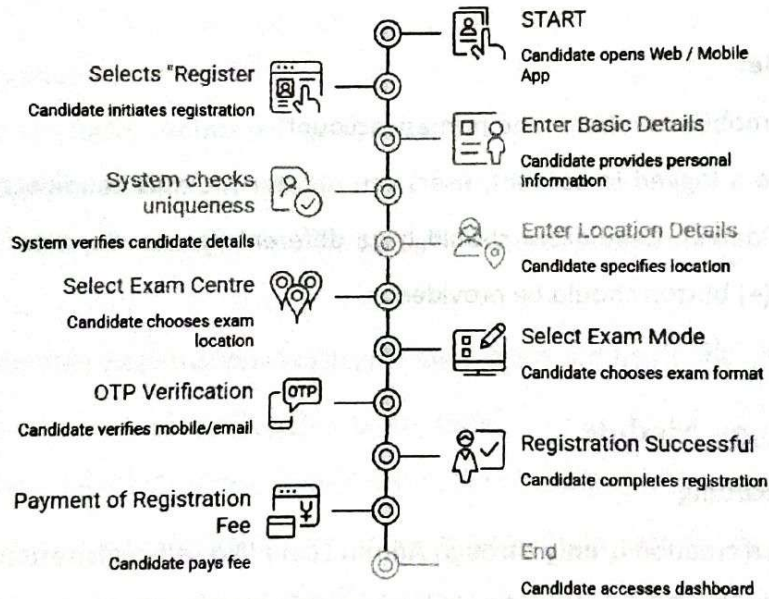 START
Candidate opens Web / Mobile
App
Selects "Register
Candidate initiates registration
Enter Basic Details
Candidate provides personal
information
System checks
uniqueness
System verifies candidate details
Enter Location Details
Candidate specifies location
Select Exam Centre
Candidate chooses exam
location
Select Exam Mode
Candidate chooses exam format
OTP Verification
OTP
Candidate verifies mobile/email
Registration Successful
Candidate completes registration
Payment of Registration
Fee
¥
Candidate pays fee
End
Candidate accesses dashboard